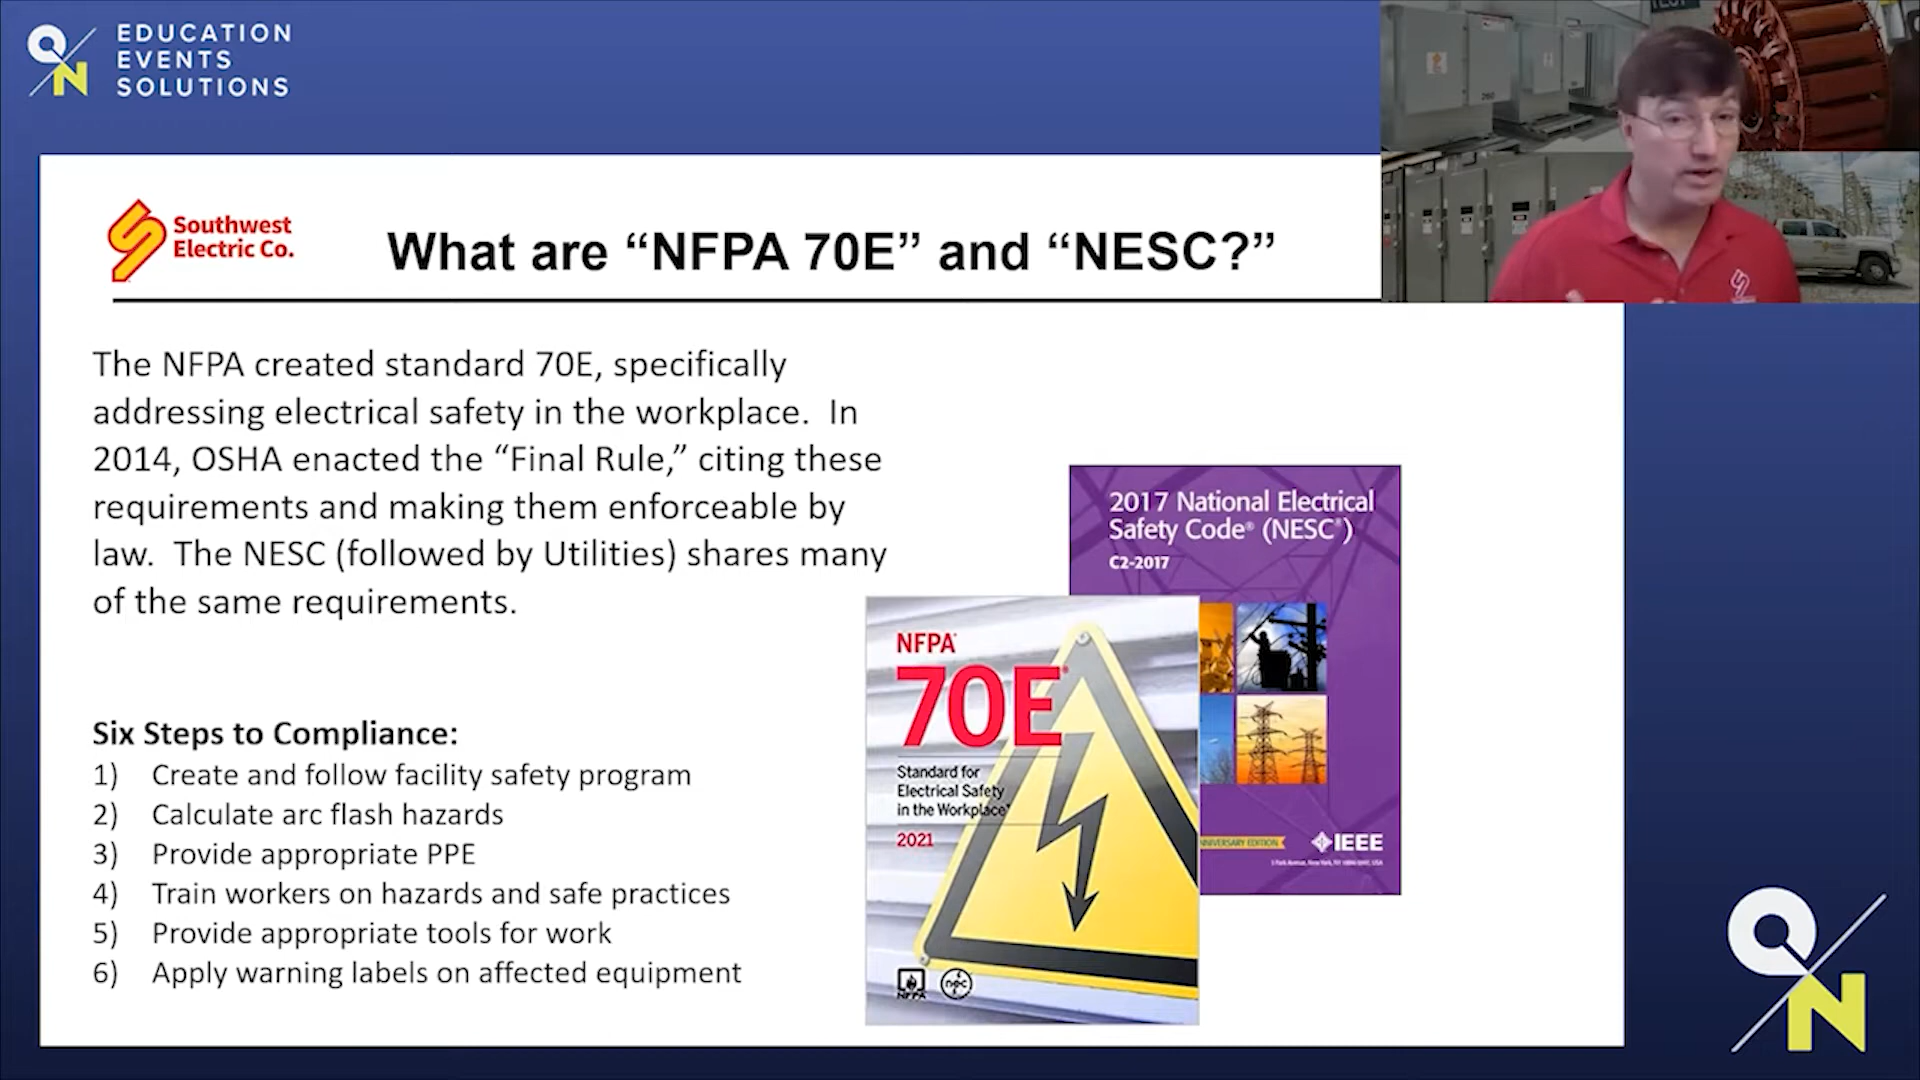 EDUCATION
EVENTS
SOLUTIONS
Southwest
Electric Co.
What are “NFPA 70E” and “NESC?”
The NFPA created standard 70E, specifically
addressing electrical safety in the workplace. In
2014, OSHA enacted the “Final Rule,” citing these
requirements and making them enforceable by
law. The NESC (followed by Utilities) shares many
of the same requirements.
Six Steps to Compliance:
1) Create and follow facility safety program
2) Calculate arc flash hazards
3) Provide appropriate PPE
4) Train workers on hazards and safe practices
5) Provide appropriate tools for work
6) Apply warning labels on affected equipment
2017 National Electrical
Safety Code® (NESC®)
C2-2017
EDITION
IEEE
NFPA®
70E®
Standard for
Electrical Safety
in the Workplace®
2021
NFPA
nec
QN